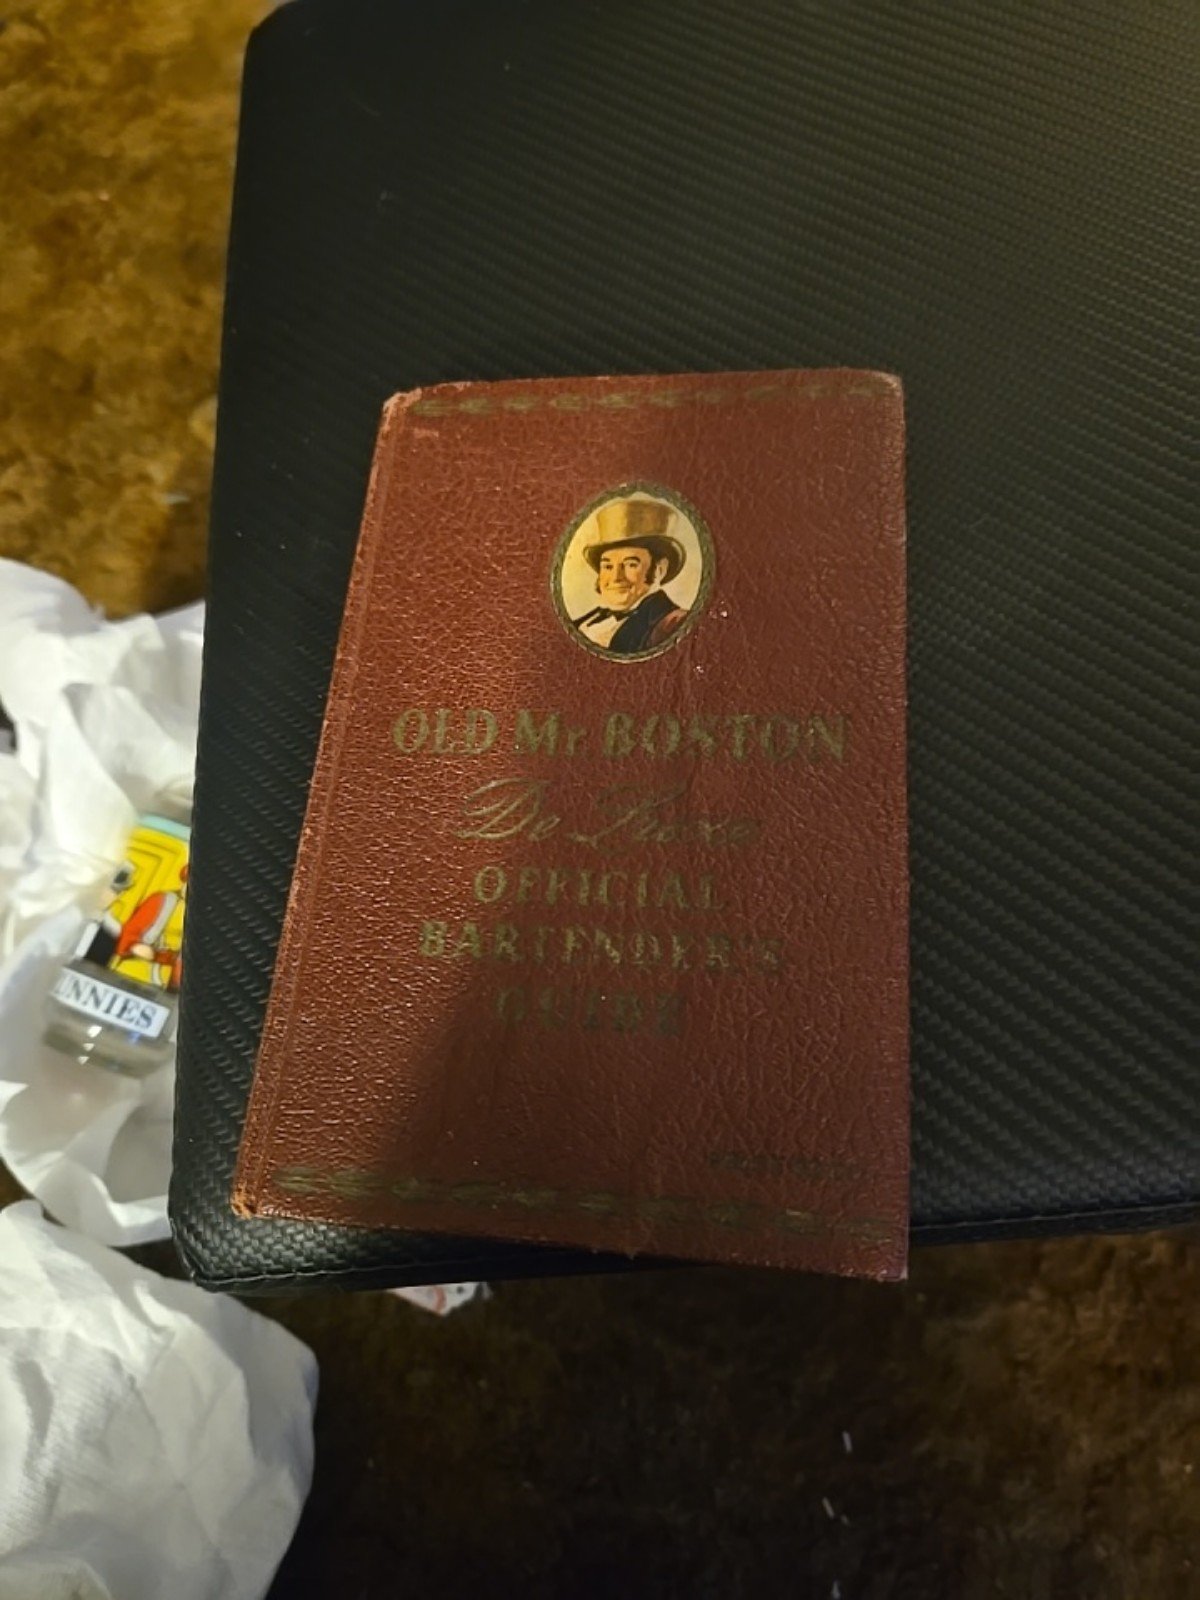 OLD Mr. BOSTON
De Luxe
OFFICIAL
BARTENDER'S
GUIDE
UNNIES